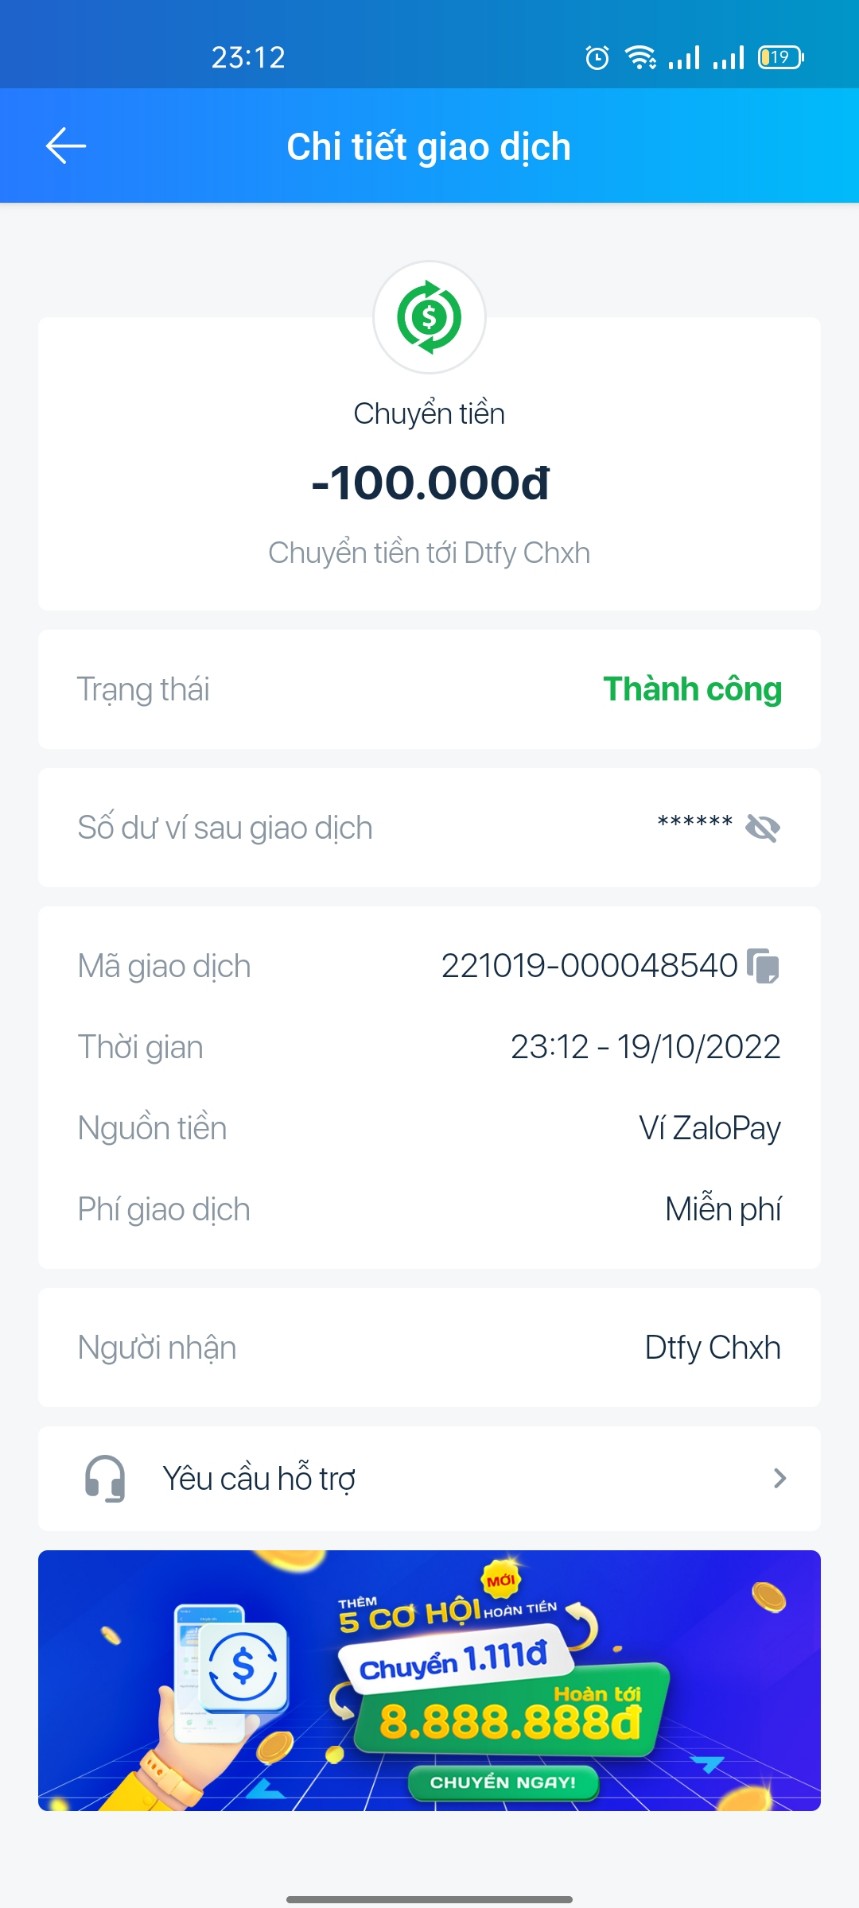 23:12
19
Chi tiết giao dịch
$
Chuyển tiền
-100.000đ
Chuyển tiền tới Dtfy Chxh
Trạng thái Thành công
Số dư ví sau giao dịch ******
Mã giao dịch 221019-000048540
Thời gian 23:12 - 19/10/2022
Nguồn tiền Ví ZaloPay
Phí giao dịch Miễn phí
Người nhận Dtfy Chxh
Yêu cầu hỗ trợ
MỚI
THÊM
5 CƠ HỘI HOÀN TIỀN
Chuyển 1.111đ
$
Hoàn tới
8.888.888đ
CHUYỂN NGAY!